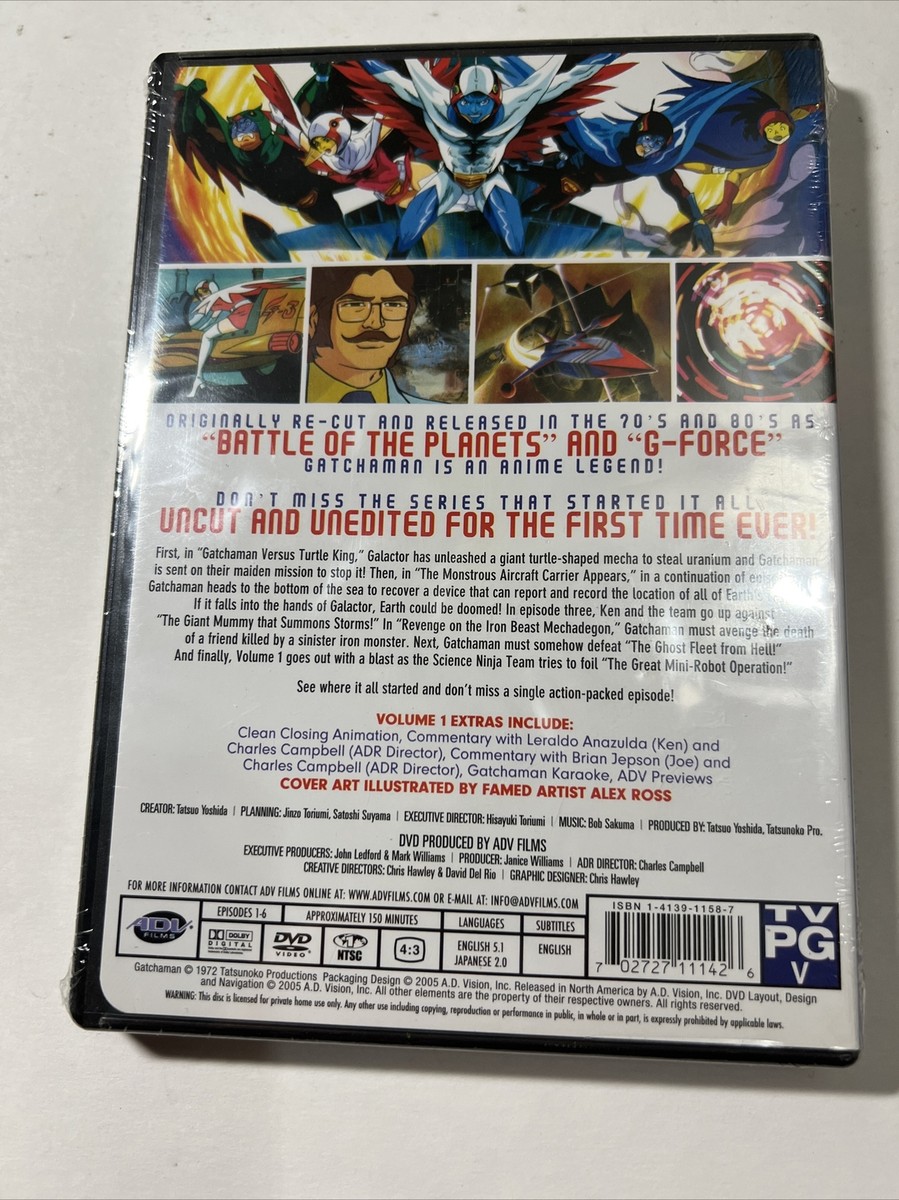 G-3
ORIGINALLY RE-CUT AND RELEASED IN THE 70'S AND 80'S AS
"BATTLE OF THE PLANETS" AND "G-FORCE"
GATCHAMAN IS AN ANIME LEGEND!
DON'T MISS THE SERIES THAT STARTED IT ALL
UNCUT AND UNEDITED FOR THE FIRST TIME EVER!
First, in "Gatchaman Versus Turtle King," Galactor has unleashed a giant turtle-shaped mecha to steal uranium and Gatchaman
is sent on their maiden mission to stop it! Then, in "The Monstrous Aircraft Carrier Appears," in a continuation of
Gatchaman heads to the bottom of the sea to recover a device that can report and record the location of all of Earth's
If it falls into the hands of Galactor, Earth could be doomed! In episode three, Ken and the team go up against
"The Giant Mummy that Summons Storms!" In "Revenge on the Iron Beast Mechadegon," Gatchaman must avenge the death
of a friend killed by a sinister iron monster. Next, Gatchaman must somehow defeat "The Ghost Fleet from Hell!"
And finally, Volume 1 goes out with a blast as the Science Ninja Team tries to foil "The Great Mini-Robot Operation!"
See where it all started and don't miss a single action-packed episode!
VOLUME 1 EXTRAS INCLUDE:
Clean Closing Animation, Commentary with Leraldo Anazulda (Ken) and
Charles Campbell (ADR Director), Commentary with Brian Jepson (Joe) and
Charles Campbell (ADR Director), Gatchaman Karaoke, ADV Previews
COVER ART ILLUSTRATED BY FAMED ARTIST ALEX ROSS
CREATOR: Tatsuo Yoshida | PLANNING: Jinzo Toriumi, Satoshi Suyama | EXECUTIVE DIRECTOR: Hisayuki Toriumi | MUSIC: Bob Sakuma | PRODUCED BY: Tatsuo Yoshida, Tatsunoko Pro.
DVD PRODUCED BY ADV FILMS
EXECUTIVE PRODUCERS: John Ledford & Mark Williams | PRODUCER: Janice Williams | ADR DIRECTOR: Charles Campbell
CREATIVE DIRECTORS: Chris Hawley & David Del Rio | GRAPHIC DESIGNER: Chris Hawley
FOR MORE INFORMATION CONTACT ADV FILMS ONLINE AT: WWW.ADVFILMS.COM OR E-MAIL AT: INFO@ADVFILMS.COM
ADV FILMS
EPISODES 1-6
APPROXIMATELY 150 MINUTES
DOLBY DIGITAL
DVD VIDEO
NTSC
4:3
LANGUAGES
ENGLISH 5.1
JAPANESE 2.0
SUBTITLES
ENGLISH
ISBN 1-4139-1158-7
7 02727 11142 6
TV
PG
V
Gatchaman © 1972 Tatsunoko Productions Packaging Design © 2005 A.D. Vision, Inc. Released in North America by A.D. Vision, Inc. DVD Layout, Design
and Navigation © 2005 A.D. Vision, Inc. All other elements are the property of their respective owners. All rights reserved.
WARNING: This disc is licensed for private home use only. Any other use including copying, reproduction or performance in public, in whole or in part, is expressly prohibited by applicable laws.